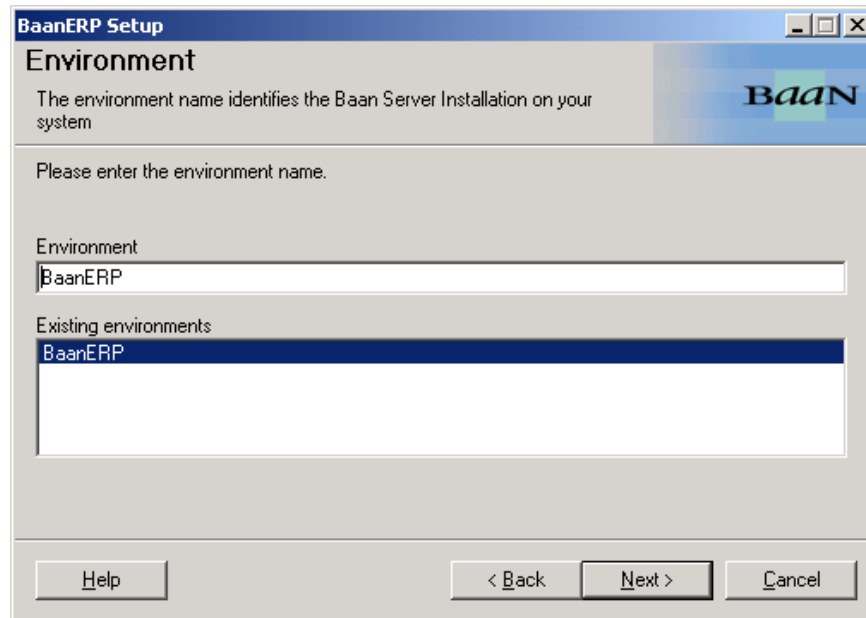 BaanERP Setup
Environment
BaaN
The environment name identifies the Baan Server Installation on your
system
Please enter the environment name.
Environment
BaanERP
Existing environments
BaanERP
Help
< Back
Next >
Cancel